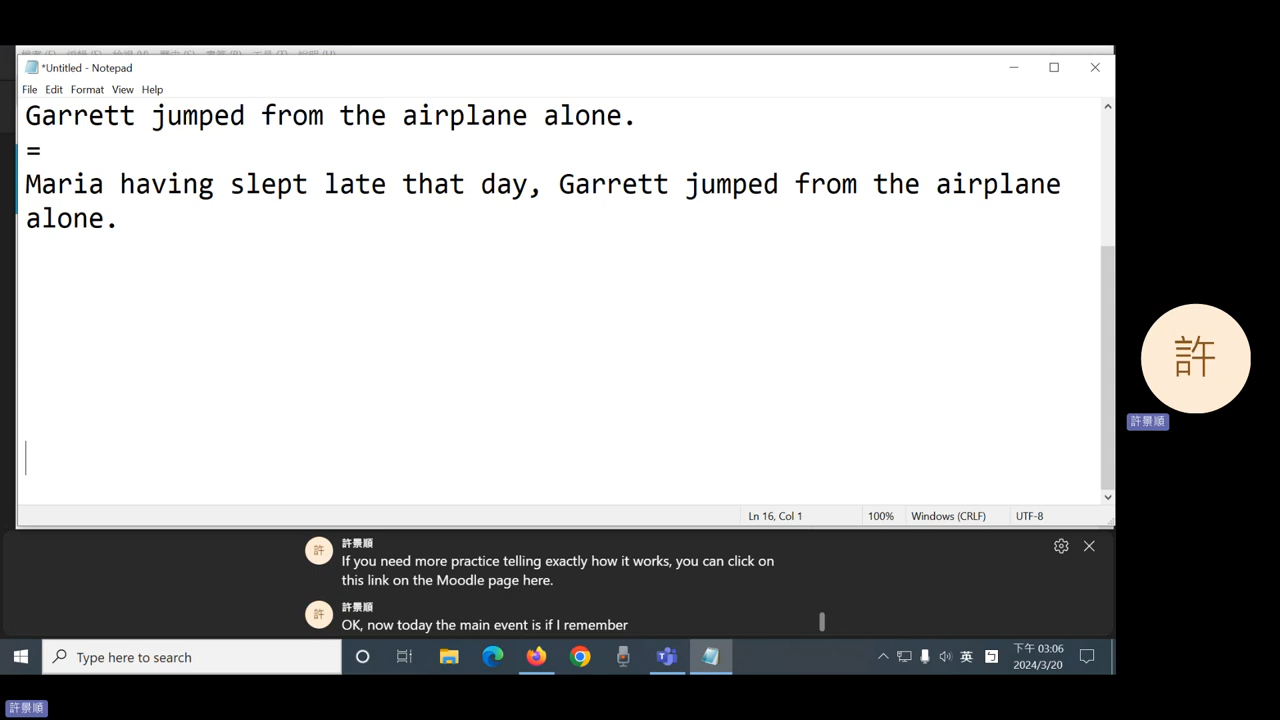 *Untitled - Notepad
File Edit Format View Help
Garrett jumped from the airplane alone.
=
Maria having slept late that day, Garrett jumped from the airplane
alone.
Ln 16, Col 1
100%
Windows (CRLF)
UTF-8
許
許景順
許
許景順
If you need more practice telling exactly how it works, you can click on
this link on the Moodle page here.
許
許景順
OK, now today the main event is if I remember
Type here to search
英
下午 03:06
2024/3/20
許景順